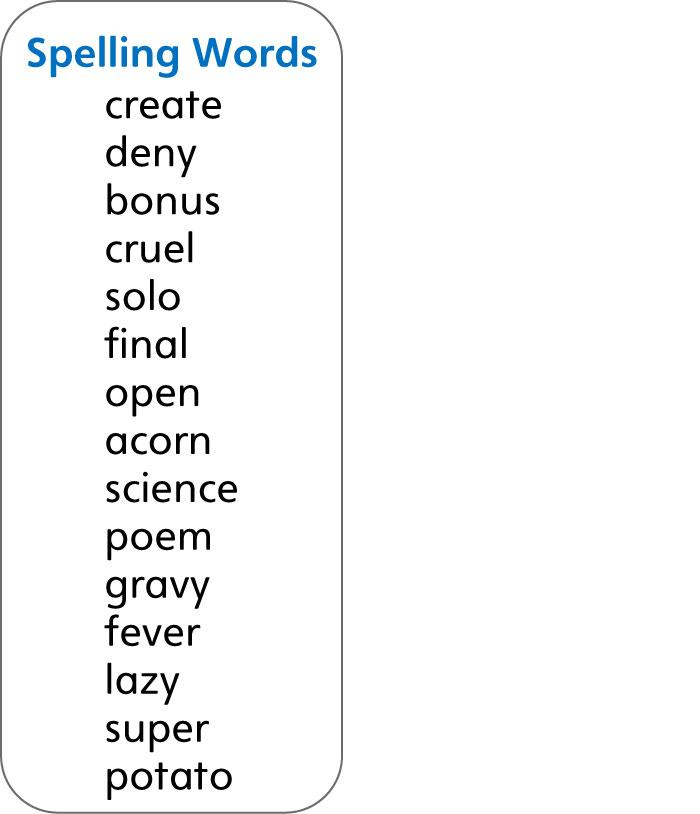 Spelling Words
create
deny
bonus
cruel
solo
final
open
acorn
science
poem
gravy
fever
lazy
super
potato